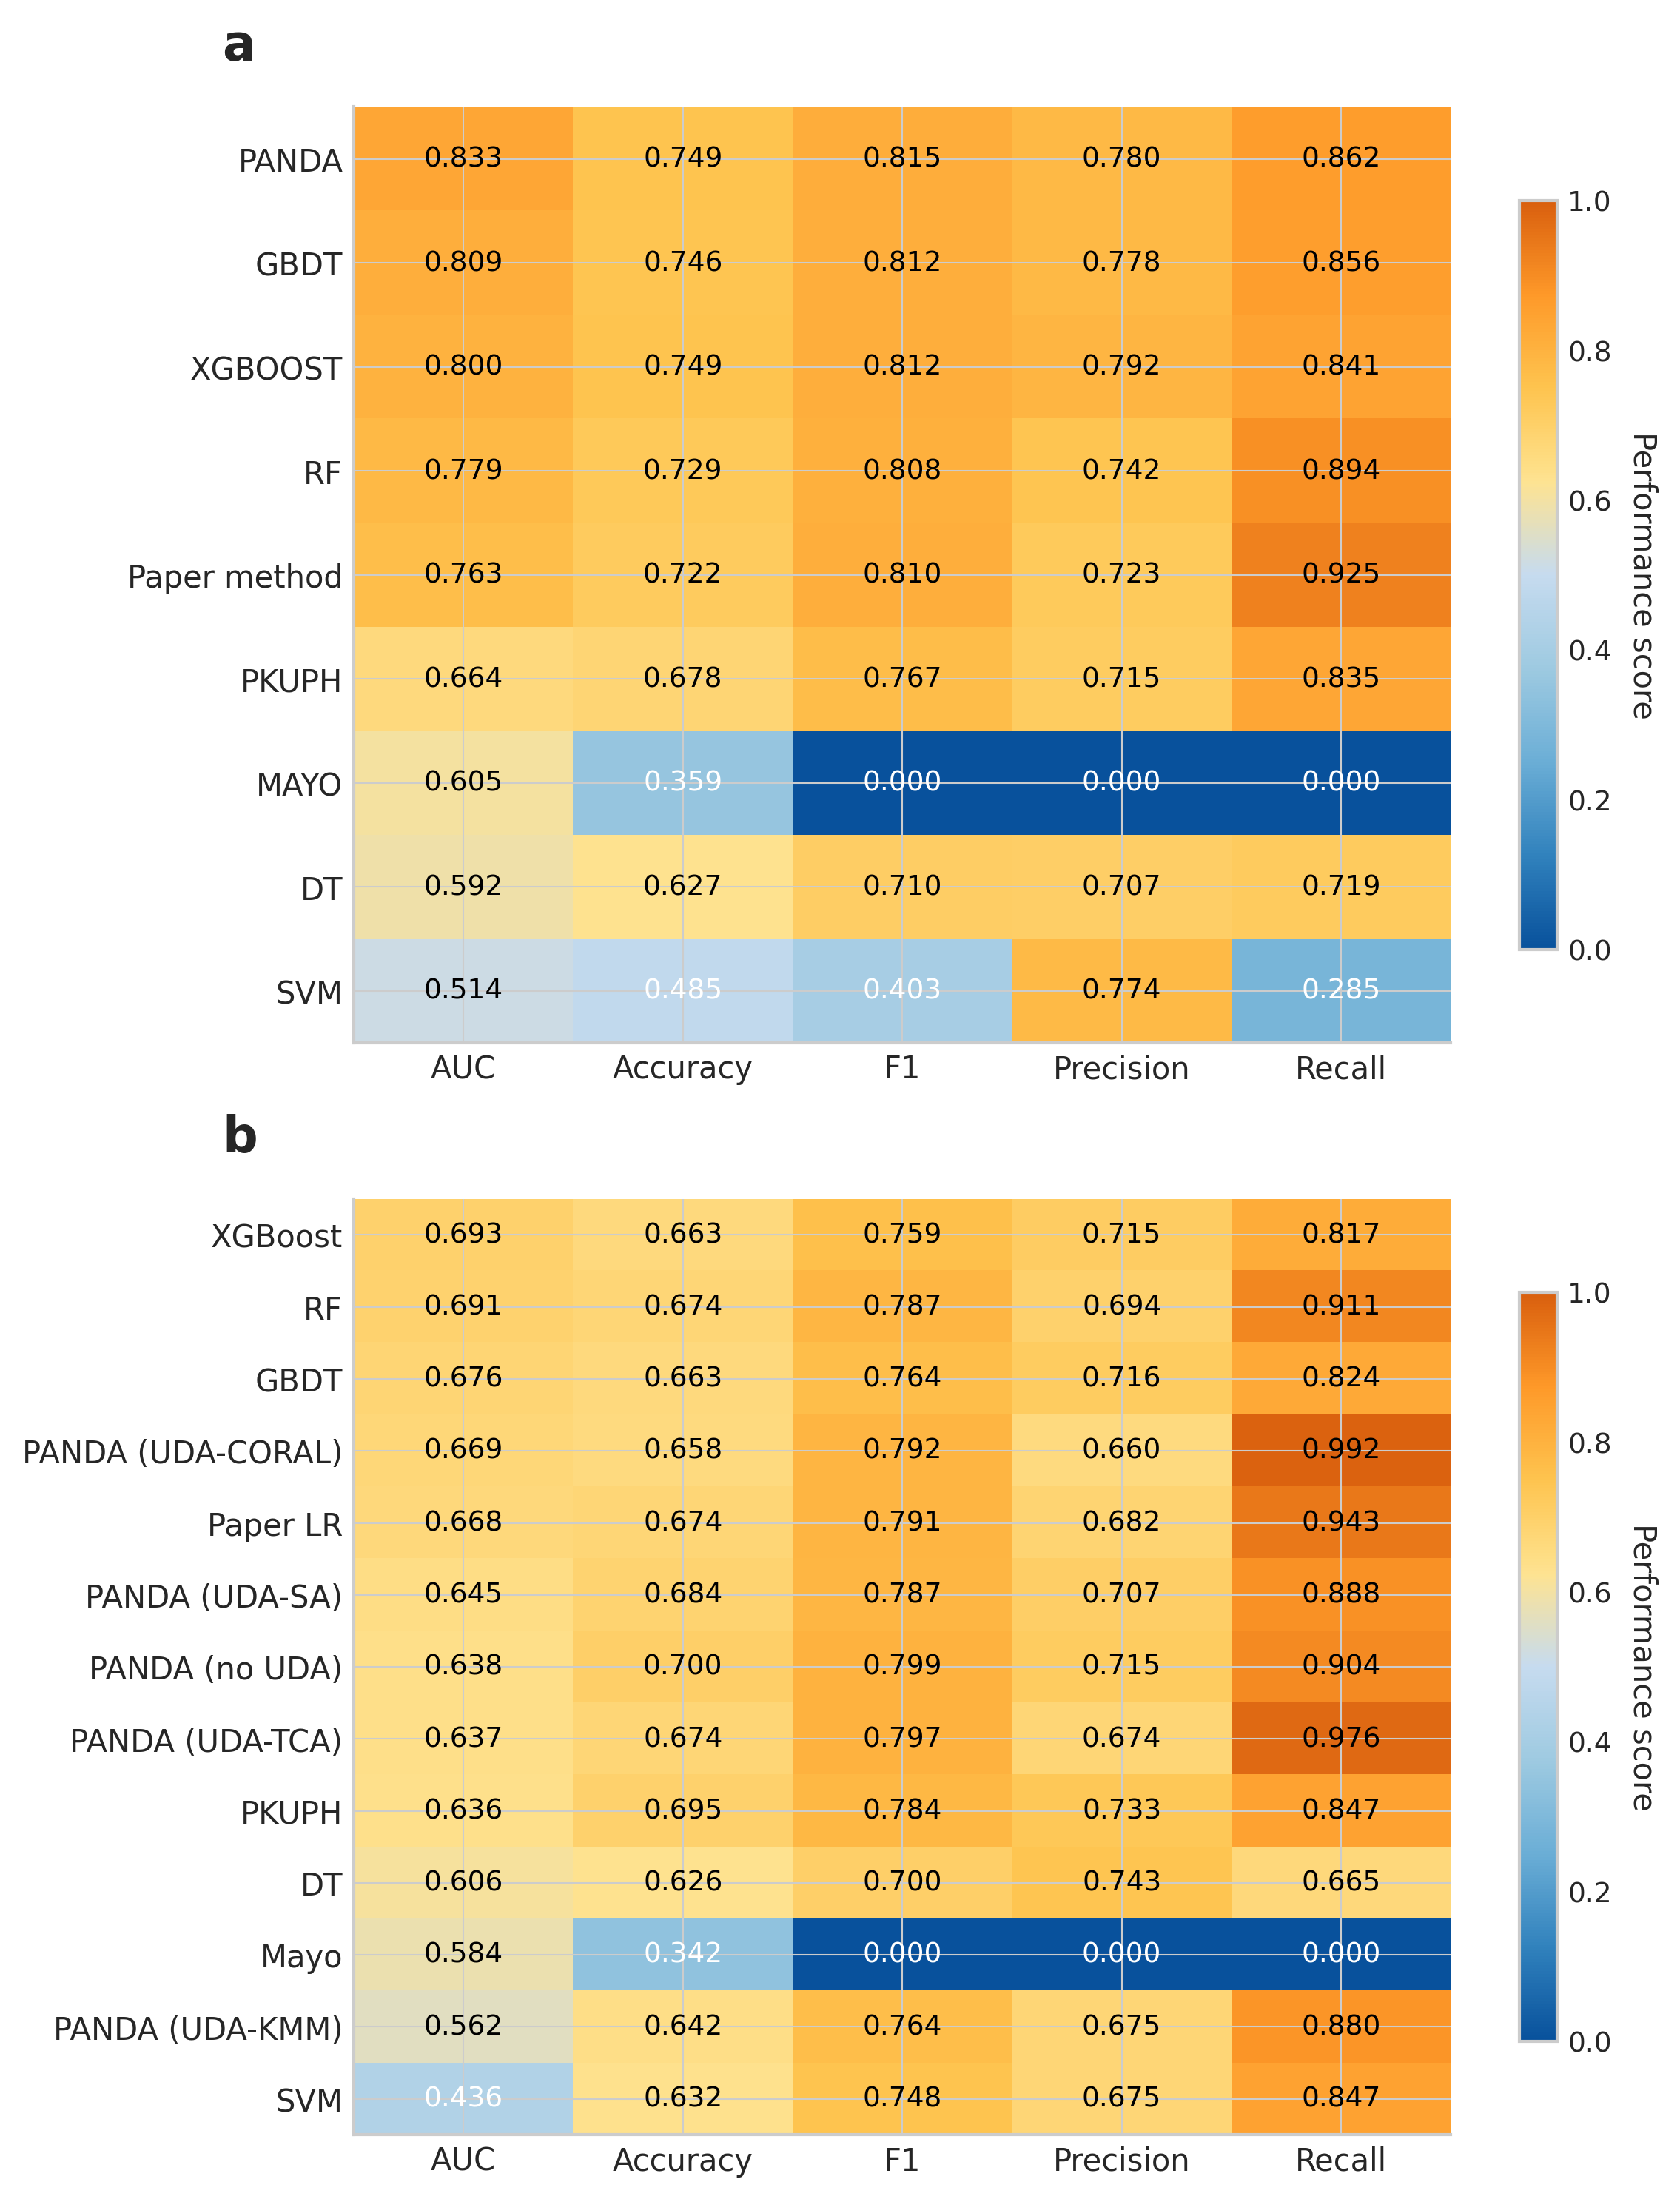 a
PANDA 0.833 0.749 0.815 0.780 0.862
GBDT 0.809 0.746 0.812 0.778 0.856
XGBOOST 0.800 0.749 0.812 0.792 0.841
RF 0.779 0.729 0.808 0.742 0.894
Paper method 0.763 0.722 0.810 0.723 0.925
PKUPH 0.664 0.678 0.767 0.715 0.835
MAYO 0.605 0.359 0.000 0.000 0.000
DT 0.592 0.627 0.710 0.707 0.719
SVM 0.514 0.485 0.403 0.774 0.285
AUC Accuracy F1 Precision Recall
1.0
0.8
0.6
0.4
0.2
0.0
Performance score
b
XGBoost 0.693 0.663 0.759 0.715 0.817
RF 0.691 0.674 0.787 0.694 0.911
GBDT 0.676 0.663 0.764 0.716 0.824
PANDA (UDA-CORAL) 0.669 0.658 0.792 0.660 0.992
Paper LR 0.668 0.674 0.791 0.682 0.943
PANDA (UDA-SA) 0.645 0.684 0.787 0.707 0.888
PANDA (no UDA) 0.638 0.700 0.799 0.715 0.904
PANDA (UDA-TCA) 0.637 0.674 0.797 0.674 0.976
PKUPH 0.636 0.695 0.784 0.733 0.847
DT 0.606 0.626 0.700 0.743 0.665
Mayo 0.584 0.342 0.000 0.000 0.000
PANDA (UDA-KMM) 0.562 0.642 0.764 0.675 0.880
SVM 0.436 0.632 0.748 0.675 0.847
AUC Accuracy F1 Precision Recall
1.0
0.8
0.6
0.4
0.2
0.0
Performance score